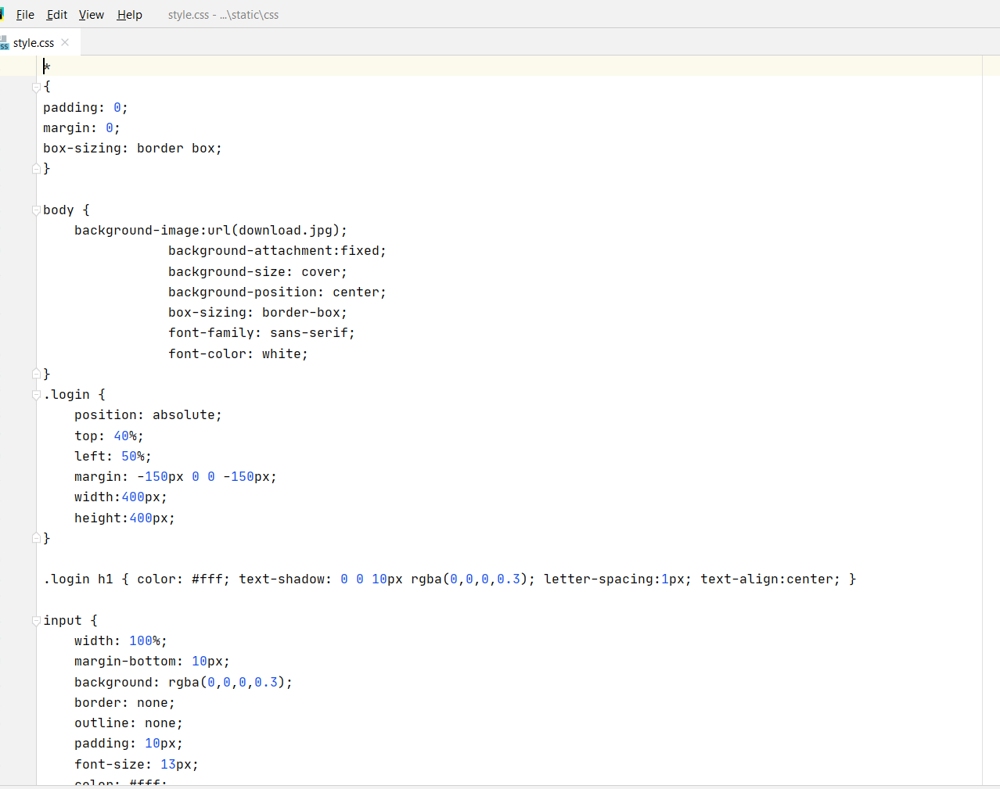 File Edit View Help style.css - ...\static\css
style.css
*
{
padding: 0;
margin: 0;
box-sizing: border box;
}
body {
background-image:url(download.jpg);
background-attachment:fixed;
background-size: cover;
background-position: center;
box-sizing: border-box;
font-family: sans-serif;
font-color: white;
}
.login {
position: absolute;
top: 40%;
left: 50%;
margin: -150px 0 0 -150px;
width:400px;
height:400px;
}
.login h1 { color: #fff; text-shadow: 0 0 10px rgba(0,0,0,0.3); letter-spacing:1px; text-align:center; }
input {
width: 100%;
margin-bottom: 10px;
background: rgba(0,0,0,0.3);
border: none;
outline: none;
padding: 10px;
font-size: 13px;
color: #fff;